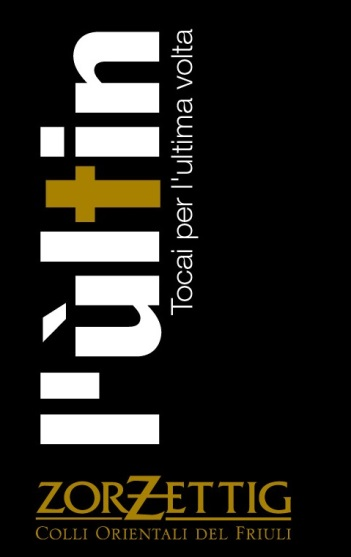 l'ùltin
Tocai per l'ultima volta
ZORZETTIG
COLLI ORIENTALI DEL FRIULI